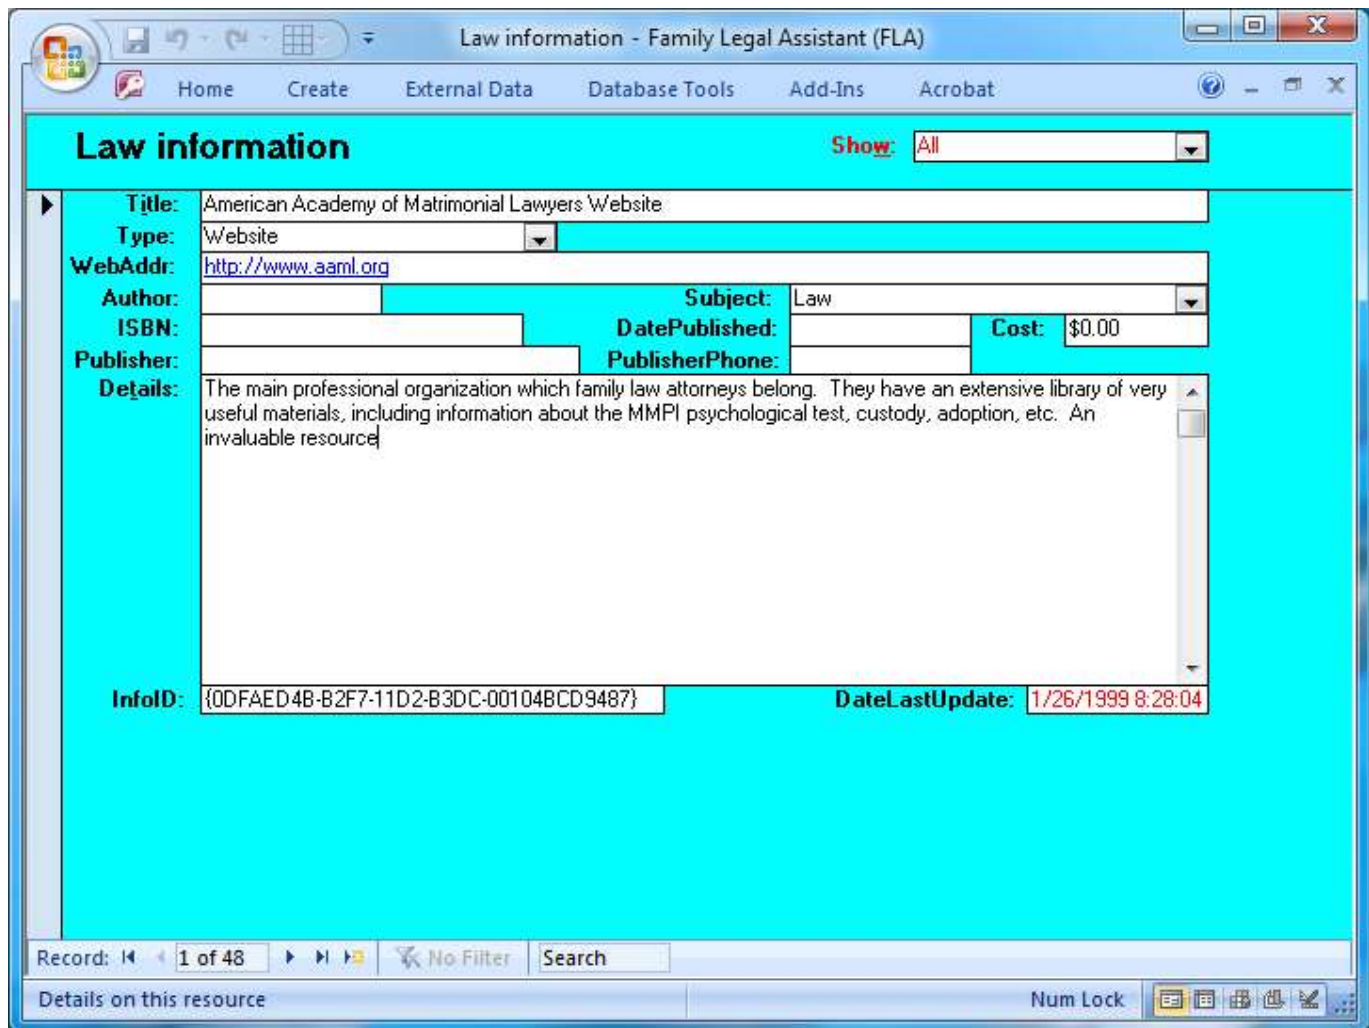 Law information - Family Legal Assistant (FLA)
Home Create External Data Database Tools Add-Ins Acrobat
Law information Show: All
Title: American Academy of Matrimonial Lawyers Website
Type: Website
WebAddr: http://www.aaml.org
Author: Subject: Law
ISBN: DatePublished: Cost: $0.00
Publisher: PublisherPhone:
Details: The main professional organization which family law attorneys belong. They have an extensive library of very
useful materials, including information about the MMPI psychological test, custody, adoption, etc. An
invaluable resource
InfoID: {0DFAED4B-B2F7-11D2-B3DC-00104BCD9487} DateLastUpdate: 1/26/1999 8:28:04
Record: 1 of 48 No Filter Search
Details on this resource Num Lock